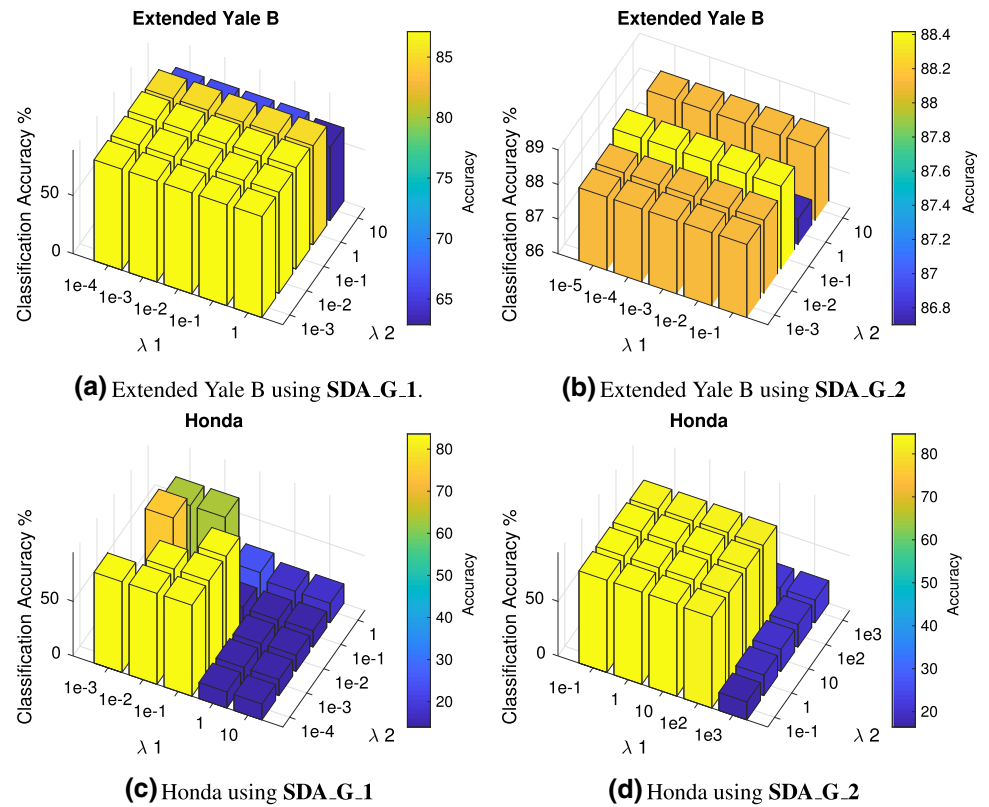 Extended Yale B
Classification Accuracy %
50
0
1e-4
1e-3
1e-2
1e-1
1
λ 1
1e-3
1e-2
1e-1
1
10
λ 2
85
80
75
70
65
Accuracy
(a) Extended Yale B using SDA_G_1.
Extended Yale B
Classification Accuracy %
89
88
87
86
1e-5
1e-4
1e-3
1e-2
1e-1
λ 1
1e-3
1e-2
1e-1
1
10
λ 2
88.4
88.2
88
87.8
87.6
87.4
87.2
87
86.8
Accuracy
(b) Extended Yale B using SDA_G_2
Honda
Classification Accuracy %
50
0
1e-3
1e-2
1e-1
1
10
λ 1
1e-4
1e-3
1e-2
1e-1
1
λ 2
80
70
60
50
40
30
20
Accuracy
(c) Honda using SDA_G_1
Honda
Classification Accuracy %
50
0
1e-1
1
10
1e2
1e3
λ 1
1e-1
1
10
1e2
1e3
λ 2
80
70
60
50
40
30
20
Accuracy
(d) Honda using SDA_G_2